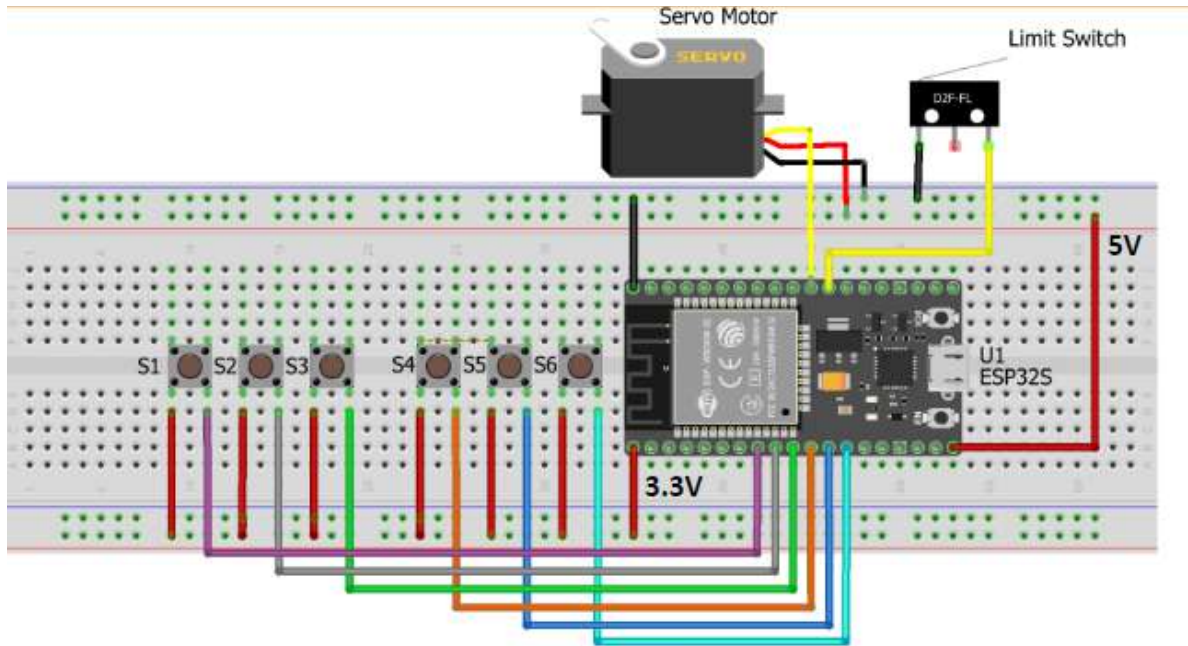 Servo Motor
Limit Switch
SERVO
D2F-FL
5V
S1
S2
S3
S4
S5
S6
U1
ESP32S
3.3V